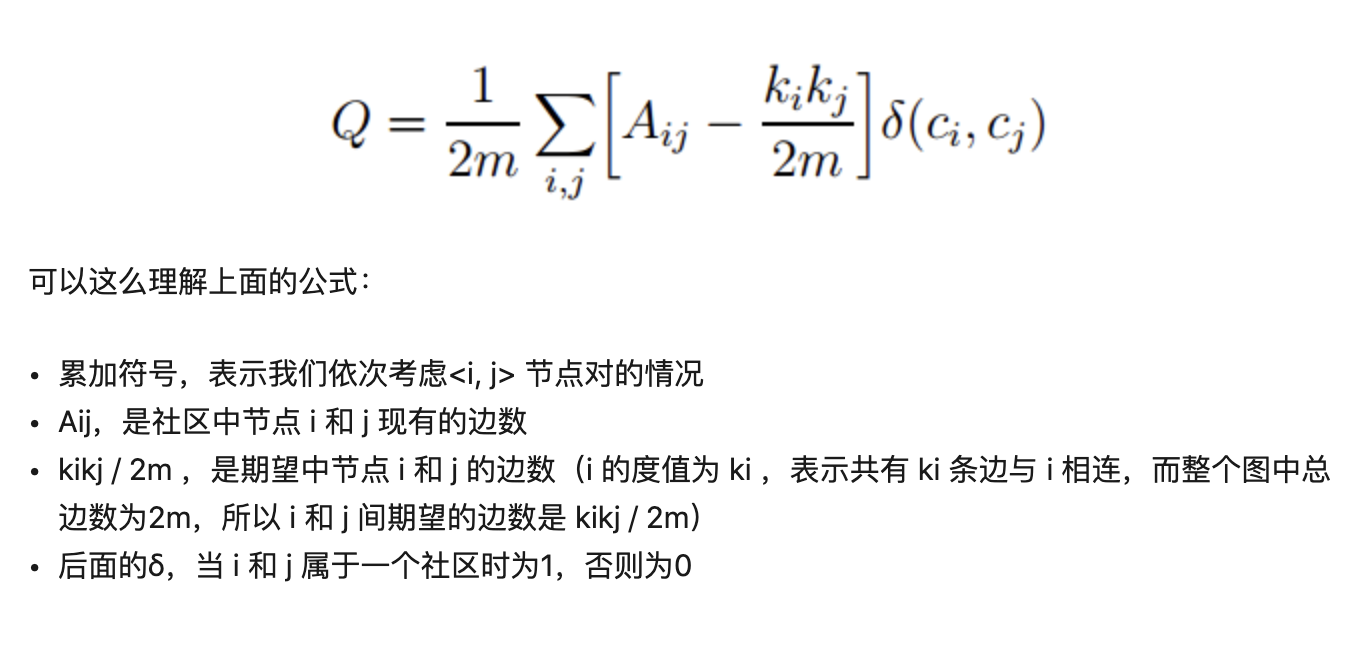 Q = \frac{1}{2m} \sum_{i,j} \left[ A_{ij} - \frac{k_i k_j}{2m} \right] \delta(c_i, c_j)
可以这么理解上面的公式：
• 累加符号，表示我们依次考虑<i, j> 节点对的情况
• Aij，是社区中节点 i 和 j 现有的边数
• kikj / 2m ，是期望中节点 i 和 j 的边数（i 的度值为 ki ，表示共有 ki 条边与 i 相连，而整个图中总
边数为2m，所以 i 和 j 间期望的边数是 kikj / 2m）
• 后面的δ，当 i 和 j 属于一个社区时为1，否则为0